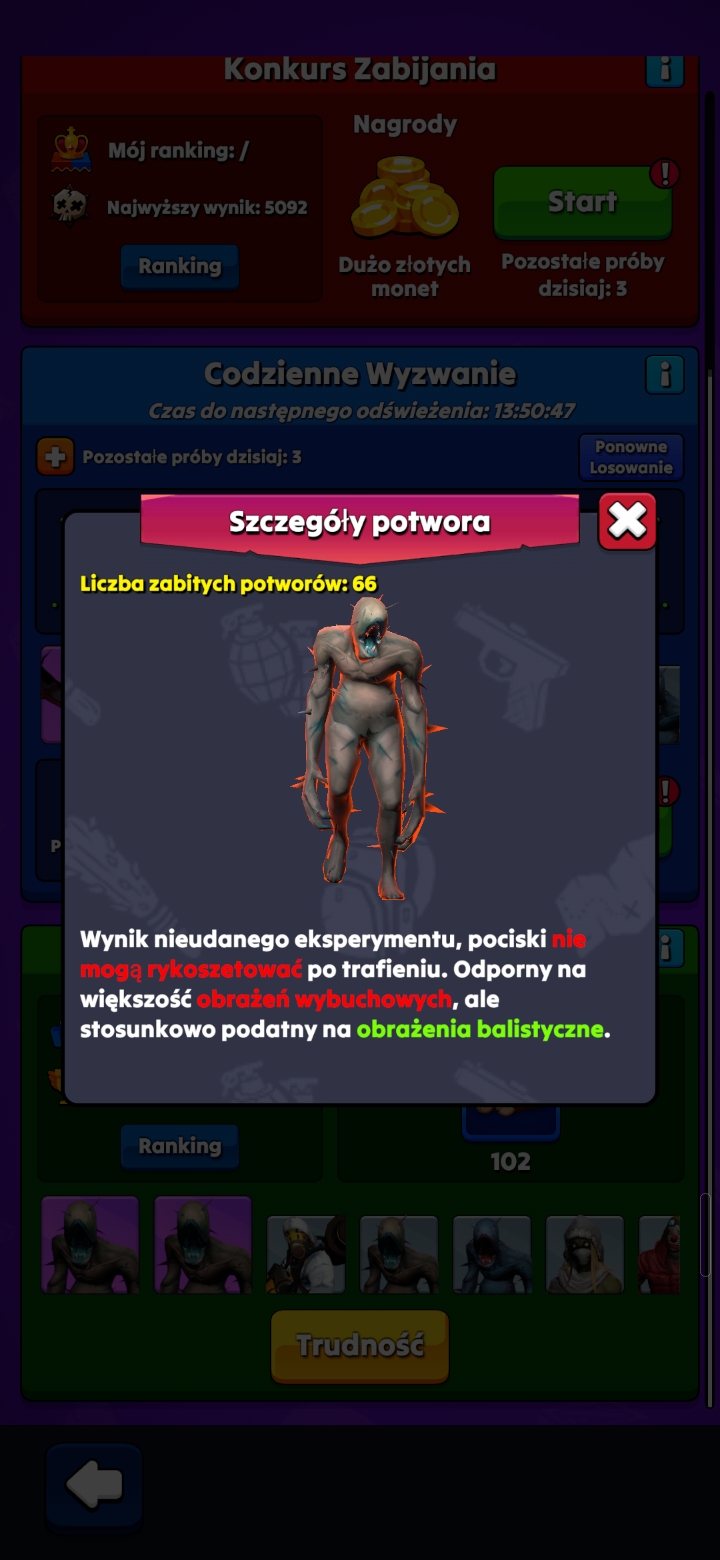 Konkurs Zabijania
Mój ranking: /
Najwyższy wynik: 5092
Ranking
Nagrody
Dużo złotych
monet
!
Start
Pozostałe próby
dzisiaj: 3
Codzienne Wyzwanie
Czas do następnego odświeżenia: 13:50:47
Pozostałe próby dzisiaj: 3
Ponowne
Losowanie
Szczegóły potwora
Liczba zabitych potworów: 66
!
P
Wynik nieudanego eksperymentu, pociski nie
mogą rykoszetować po trafieniu. Odporny na
większość obrażeń wybuchowych, ale
stosunkowo podatny na obrażenia balistyczne.
Ranking
102
Trudność